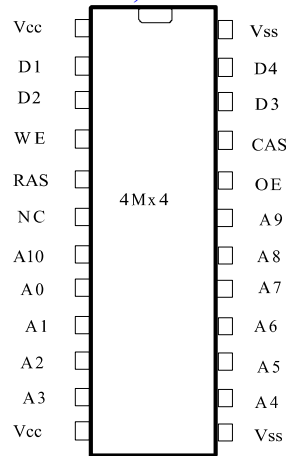 Vcc Vss
D1 D4
D2 D3
WE CAS
RAS OE
4Mx4
NC A9
A10 A8
A0 A7
A1 A6
A2 A5
A3 A4
Vcc Vss